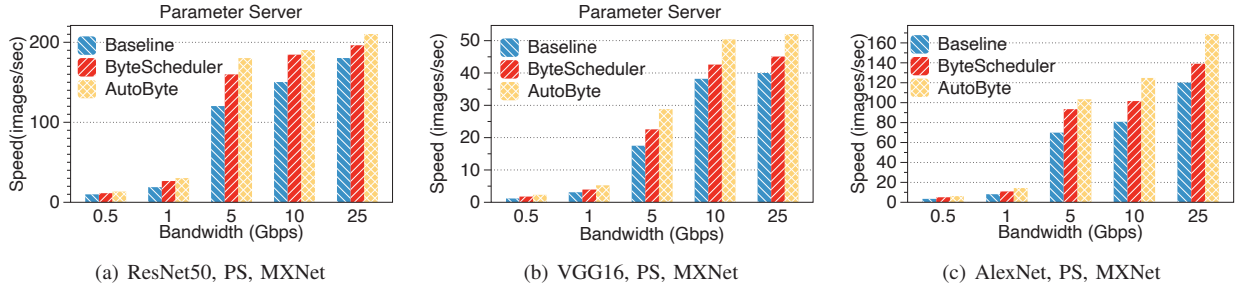 Parameter Server
Speed(images/sec)
200
100
0
Baseline
ByteScheduler
AutoByte
0.5 1 5 10 25
Bandwidth (Gbps)
(a) ResNet50, PS, MXNet
Parameter Server
Speed (images/sec)
50
40
30
20
10
0
Baseline
ByteScheduler
AutoByte
0.5 1 5 10 25
Bandwidth (Gbps)
(b) VGG16, PS, MXNet
Speed (images/sec)
160
140
120
100
80
60
40
20
0
Baseline
ByteScheduler
AutoByte
0.5 1 5 10 25
Bandwidth (Gbps)
(c) AlexNet, PS, MXNet